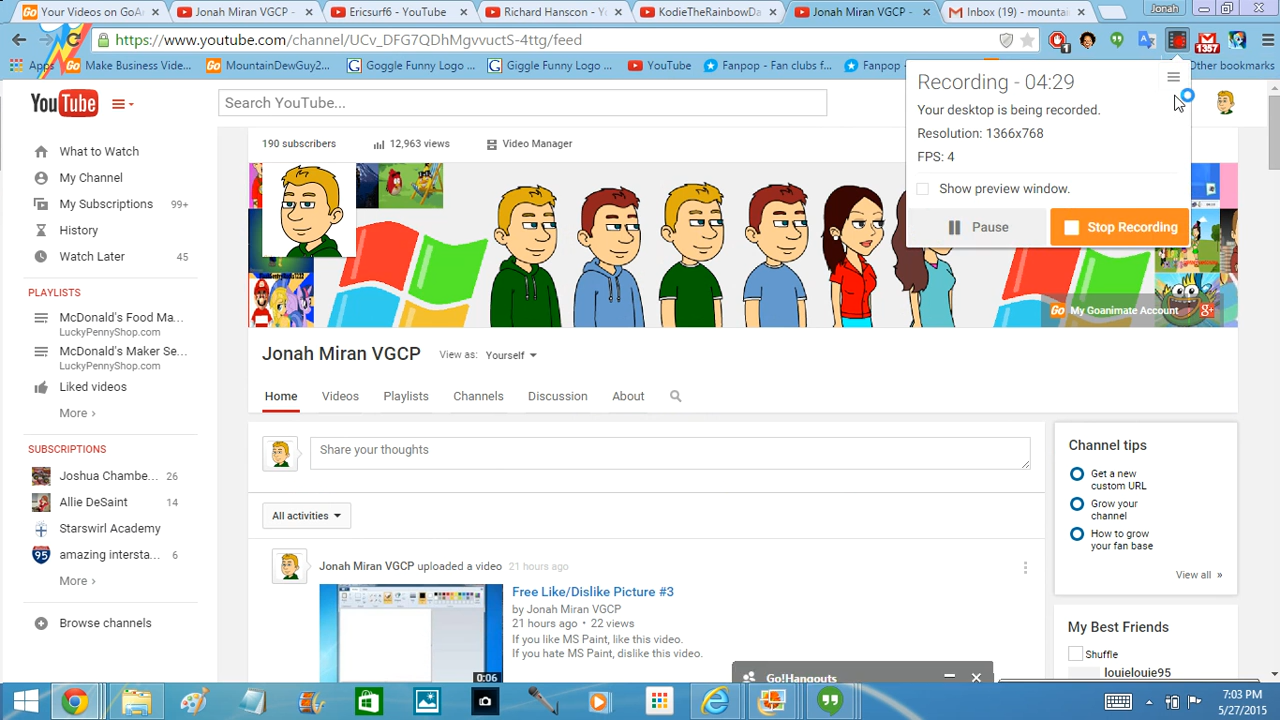 Your Videos on GoAn
Jonah Miran VGCP -
Ericsurf6 - YouTube
Richard Hanscon - Yo
KodieTheRainbowDa
Jonah Miran VGCP -
Inbox (19) - mountain
Jonah
https://www.youtube.com/channel/UCv_DFG7QDhMgvvuctS-4ttg/feed
1
1357
Apps
Make Business Vide...
MountainDewGuy2...
Goggle Funny Logo ...
Giggle Funny Logo ...
YouTube
Fanpop - Fan clubs f...
Fanpop
Other bookmarks
Recording - 04:29
Your desktop is being recorded.
Resolution: 1366x768
FPS: 4
Show preview window.
Pause
Stop Recording
YouTube
Search YouTube...
What to Watch
My Channel
My Subscriptions 99+
History
Watch Later 45
PLAYLISTS
McDonald's Food Ma...
LuckyPennyShop.com
McDonald's Maker Se...
LuckyPennyShop.com
Liked videos
More ›
SUBSCRIPTIONS
Joshua Chambe... 26
Allie DeSaint 14
Starswirl Academy
amazing intersta... 6
More ›
Browse channels
190 subscribers
12,963 views
Video Manager
Go My Goanimate Account
Jonah Miran VGCP
View as: Yourself
Home
Videos
Playlists
Channels
Discussion
About
Share your thoughts
All activities
Jonah Miran VGCP uploaded a video 21 hours ago
Free Like/Dislike Picture #3
by Jonah Miran VGCP
21 hours ago • 22 views
If you like MS Paint, like this video.
If you hate MS Paint, dislike this video.
0:06
Channel tips
Get a new
custom URL
Grow your
channel
How to grow
your fan base
View all »
My Best Friends
Shuffle
louielouie95
Go!Hangouts
7:03 PM
5/27/2015